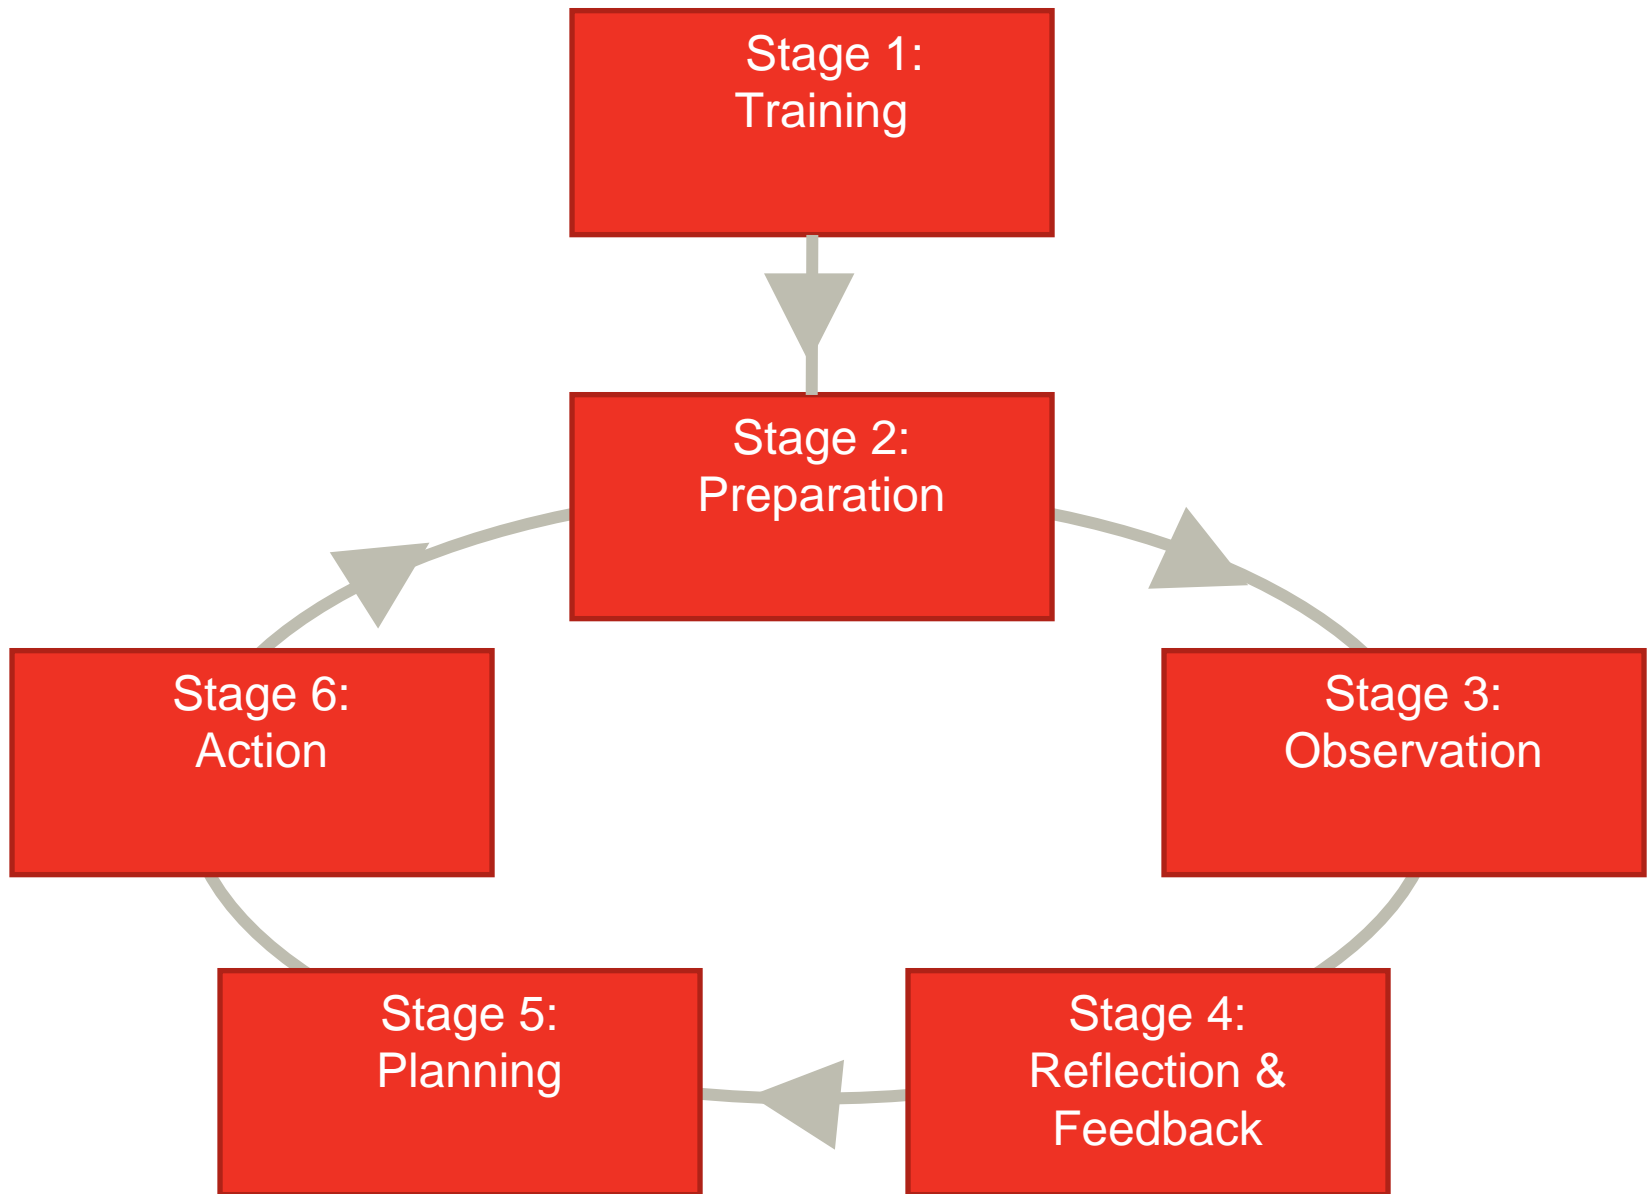 Stage 1:
Training
Stage 2:
Preparation
Stage 3:
Observation
Stage 4:
Reflection &
Feedback
Stage 5:
Planning
Stage 6:
Action